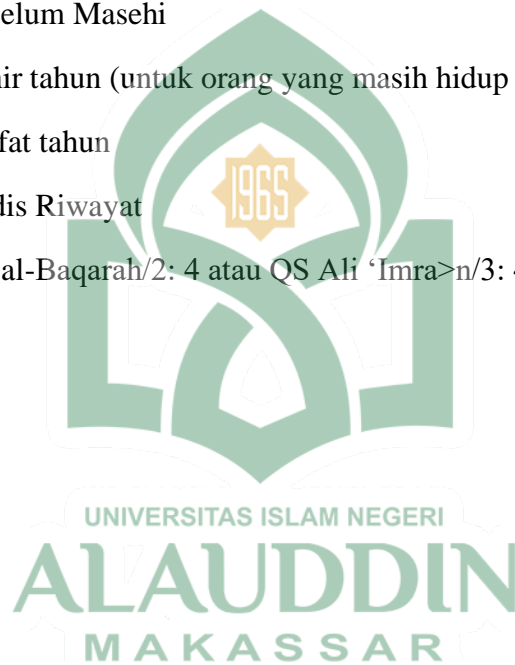 elum Masehi
ir tahun (untuk orang yang masih hidup
fat tahun
1965
dis Riwayat
al-Baqarah/2: 4 atau QS Ali ‘Imra>n/3:
UNIVERSITAS ISLAM NEGERI
ALAUDDIN
MAKASSAR